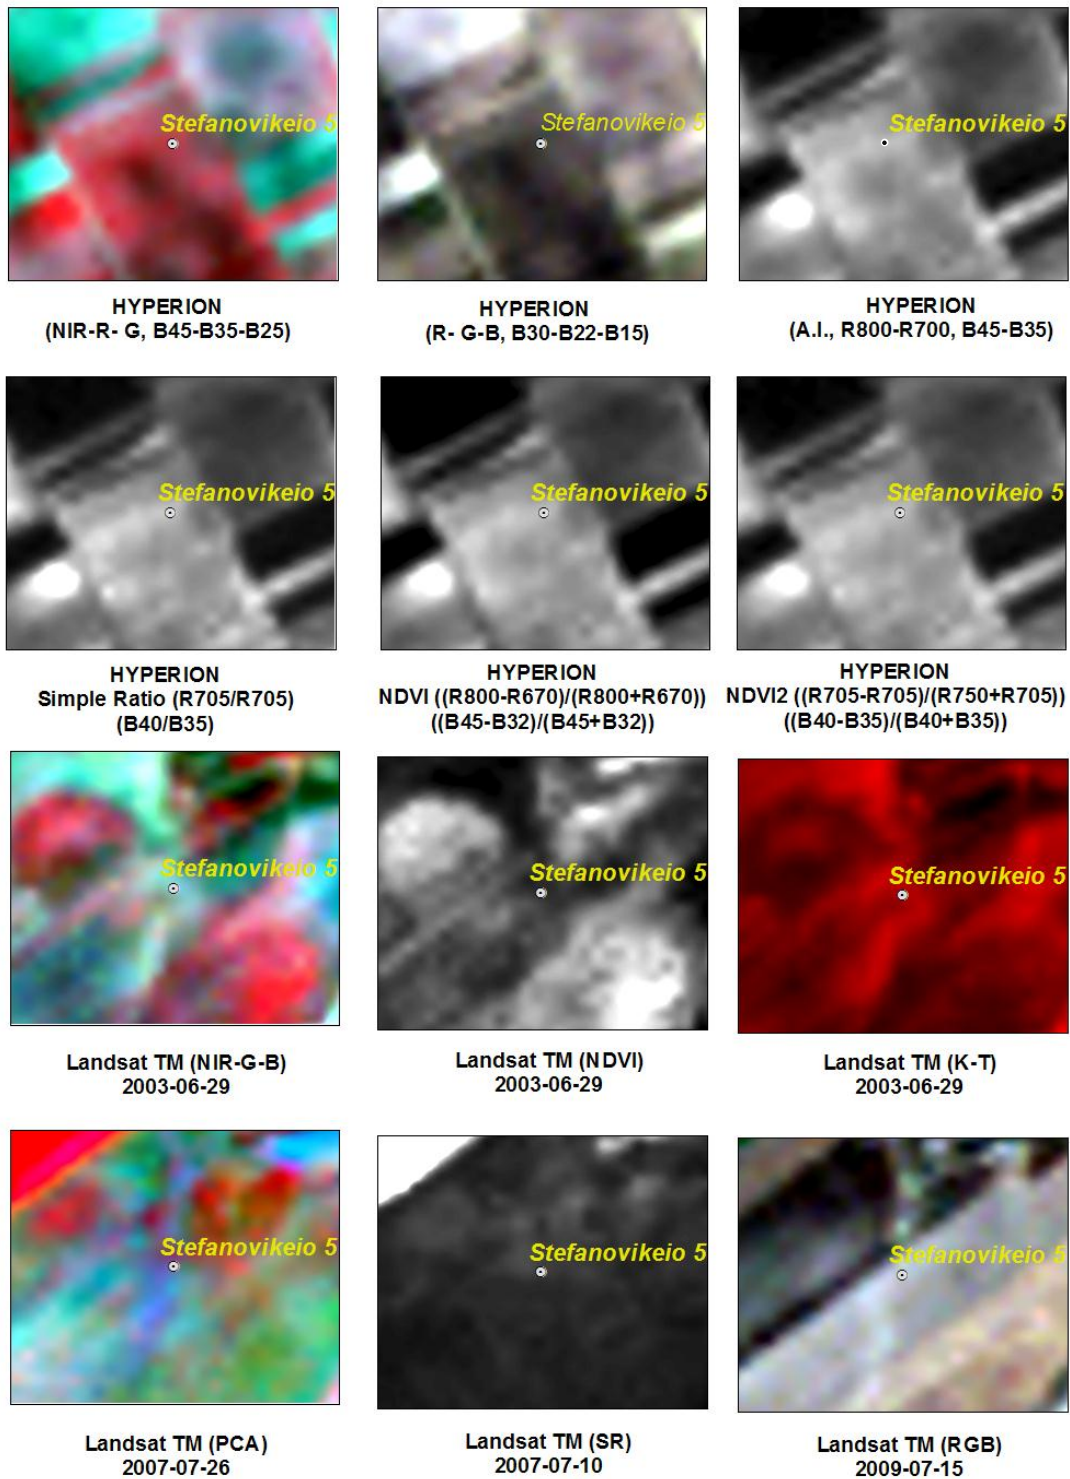 Stefanovikeio 5
Stefanovikeio 5
Stefanovikeio 5
HYPERION
(NIR-R- G, B45-B35-B25)
HYPERION
(R- G-B, B30-B22-B15)
HYPERION
(A.I., R800-R700, B45-B35)
Stefanovikeio 5
Stefanovikeio 5
Stefanovikeio 5
HYPERION
Simple Ratio (R705/R705)
(B40/B35)
HYPERION
NDVI ((R800-R670)/(R800+R670))
((B45-B32)/(B45+B32))
HYPERION
NDVI2 ((R705-R705)/(R750+R705))
((B40-B35)/(B40+B35))
Stefanovikeio 5
Stefanovikeio 5
Stefanovikeio 5
Landsat TM (NIR-G-B)
2003-06-29
Landsat TM (NDVI)
2003-06-29
Landsat TM (K-T)
2003-06-29
Stefanovikeio 5
Stefanovikeio 5
Stefanovikeio 5
Landsat TM (PCA)
2007-07-26
Landsat TM (SR)
2007-07-10
Landsat TM (RGB)
2009-07-15